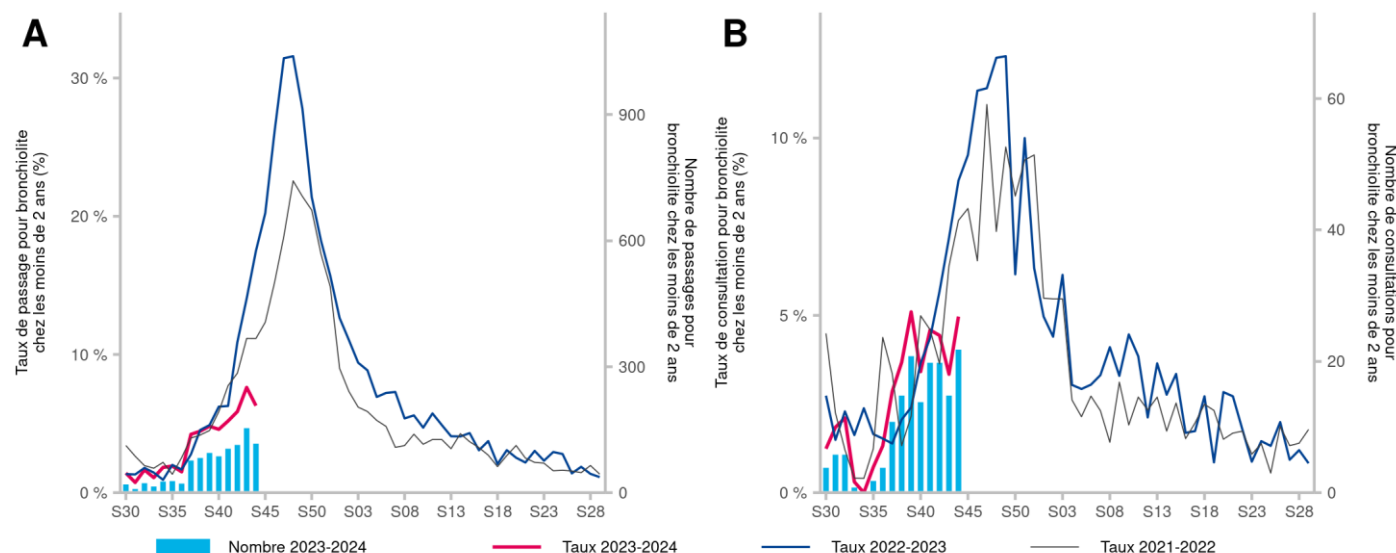 A
Taux de passage pour bronchiolite
chez les moins de 2 ans (%)
30 %
20 %
10 %
0 %
900
600
300
0
Nombre de passages pour
bronchiolite chez les moins de 2 ans
S30
S35
S40
S45
S50
S03
S08
S13
S18
S23
S28
B
Taux de consultation pour bronchiolite
chez les moins de 2 ans (%)
10 %
5 %
0 %
60
40
20
0
Nombre de consultations pour
bronchiolite chez les moins de 2 ans
S30
S35
S40
S45
S50
S03
S08
S13
S18
S23
S28
Nombre 2023-2024
Taux 2023-2024
Taux 2022-2023
Taux 2021-2022